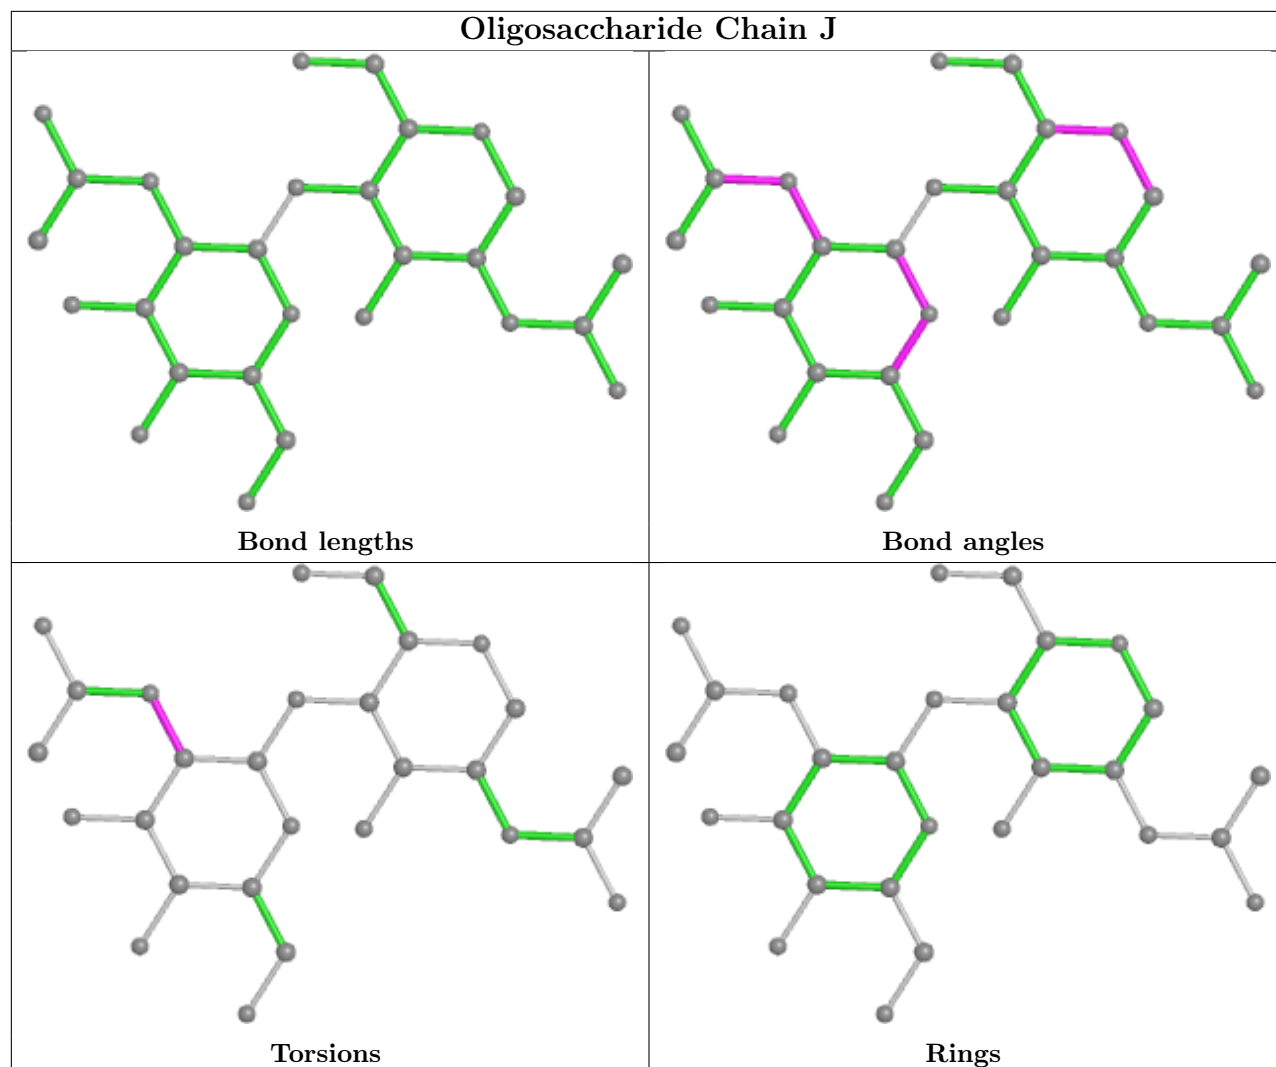 Oligosaccharide Chain J
Bond lengths
Bond angles
Torsions
Rings